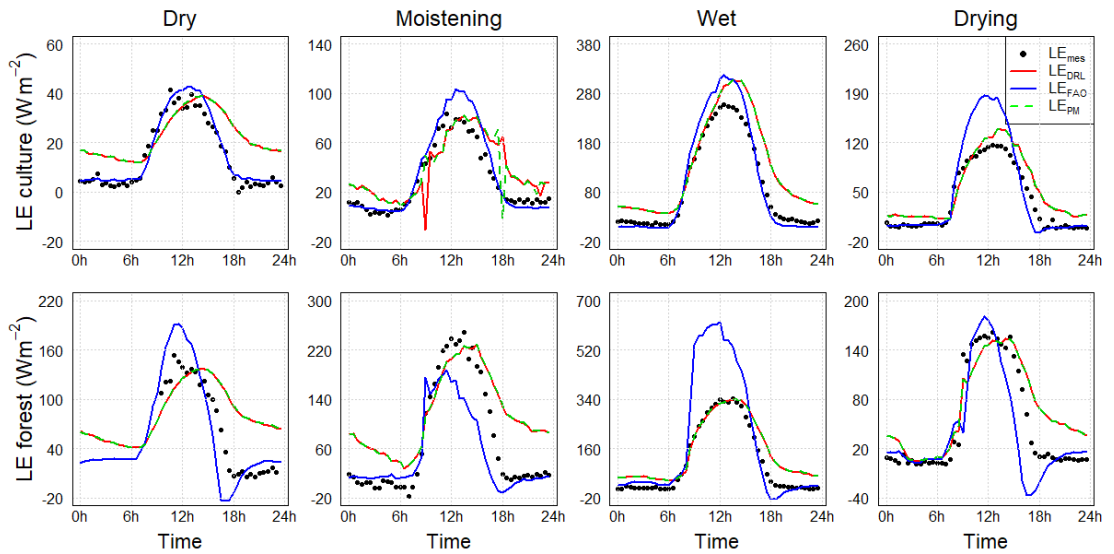 Dry Moistening Wet Drying
LE culture (W m−2)
60
40
20
0
-20
140
100
60
20
-20
380
280
180
80
-20
260
190
120
50
-20
LEmes
LEDRL
LEFAO
LEPM
0h 6h 12h 18h 24h
0h 6h 12h 18h 24h
0h 6h 12h 18h 24h
0h 6h 12h 18h 24h
LE forest (Wm−2)
220
160
100
40
-20
300
220
140
60
-20
700
520
340
160
-20
200
140
80
20
-40
0h 6h 12h 18h 24h
0h 6h 12h 18h 24h
0h 6h 12h 18h 24h
0h 6h 12h 18h 24h
Time Time Time Time